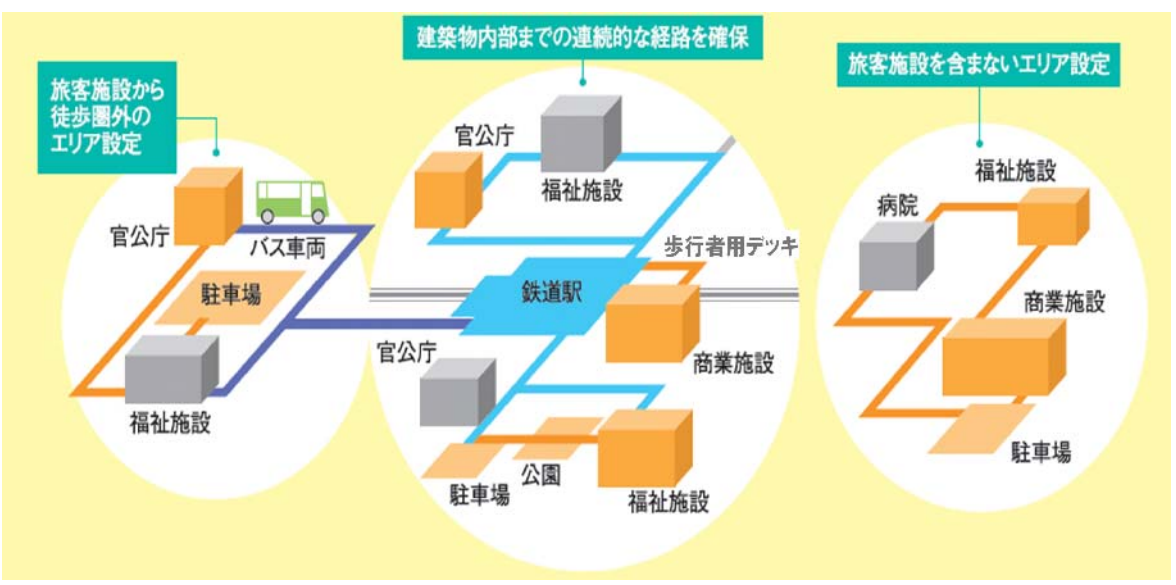 建築物内部までの連続的な経路を確保
旅客施設から
徒歩圏外の
エリア設定
旅客施設を含まないエリア設定
官公庁
バス車両
駐車場
福祉施設
官公庁
福祉施設
歩行者用デッキ
鉄道駅
官公庁
商業施設
駐車場
公園
福祉施設
福祉施設
病院
商業施設
駐車場